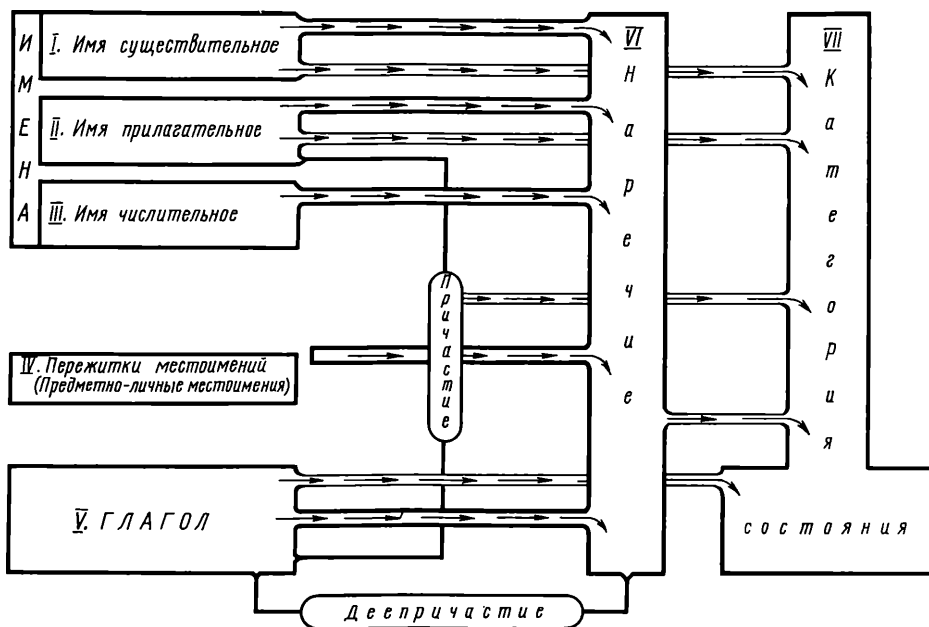 ИМЕНА
I. Имя существительное
II. Имя прилагательное
III. Имя числительное
IV. Пережитки местоимений
(Предметно-личные местоимения)
V. ГЛАГОЛ
Причастие
Деепричастие
VI
Наречие
VII
Категория
состояния